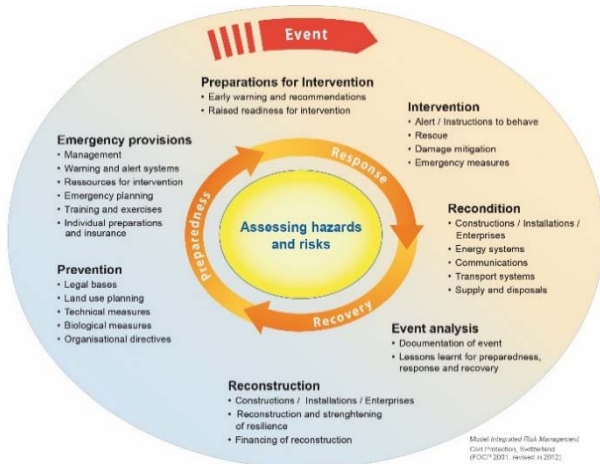 Event
Preparations for Intervention
• Early warning and recommendations
• Raised readiness for intervention
Intervention
• Alert / Instructions to behave
• Rescue
• Damage mitigation
• Emergency measures
Emergency provisions
• Management
• Warning and alert systems
• Ressources for intervention
• Emergency planning
• Training and exercises
• Individual preparations
and insurance
Response
Preparedness
Recovery
Assessing hazards
and risks
Recondition
• Constructions / Installations /
Enterprises
• Energy systems
• Communications
• Transport systems
• Supply and disposals
Prevention
• Legal bases
• Land use planning
• Technical measures
• Biological measures
• Organisational directives
Event analysis
• Documentation of event
• Lessons learnt for preparedness,
response and recovery
Reconstruction
• Constructions / Installations / Enterprises
• Reconstruction and strenghtening
of resilience
• Financing of reconstruction
Model Integrated Risk Management
Civil Protection, Switzerland
(FOCP 2001, revised in 2012)